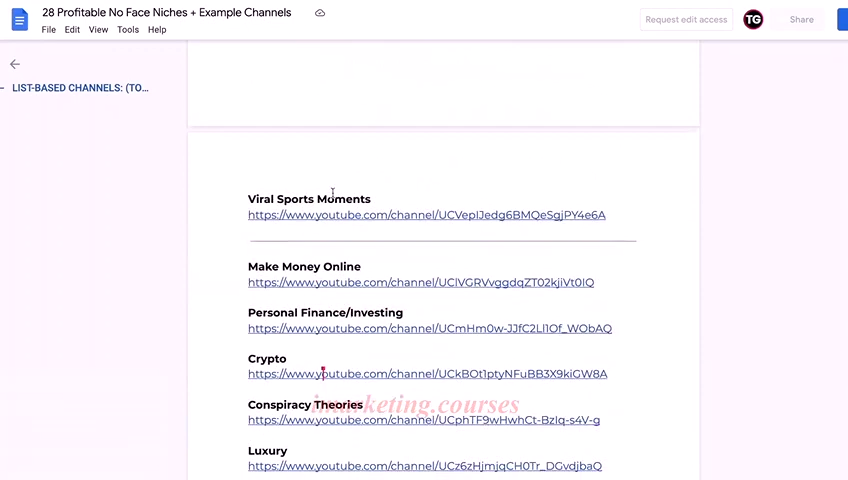 28 Profitable No Face Niches + Example Channels
File Edit View Tools Help
Request edit access
TG
Share
LIST-BASED CHANNELS: (TO...
Viral Sports Moments
https://www.youtube.com/channel/UCVepIJedg6BMQeSgjPY4e6A
Make Money Online
https://www.youtube.com/channel/UClVGRVvggdqZT02kjiVt0IQ
Personal Finance/Investing
https://www.youtube.com/channel/UCmHm0w-JJfC2Ll1Of_WObAQ
Crypto
https://www.youtube.com/channel/UCkBOt1ptyNFuBB3X9kiGW8A
Conspiracy Theories
imarketing.courses
https://www.youtube.com/channel/UCphTF9wHwhCt-BzIq-s4V-g
Luxury
https://www.youtube.com/channel/UCz6zHjmjqCH0Tr_DGvdjbaQ